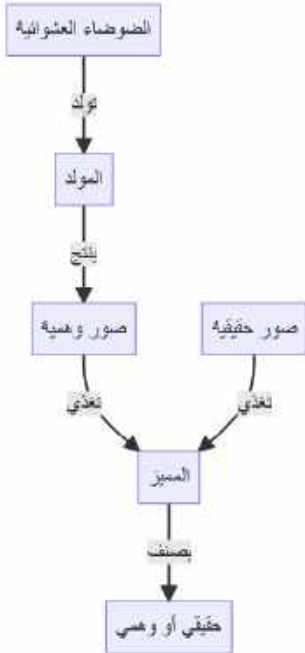 الضوضاء العشوائية
تولد
المولد
ينتج
صور وهمية
صور حقيقية
تغذي
تغذي
المميز
يصنف
حقيقي أو وهمي